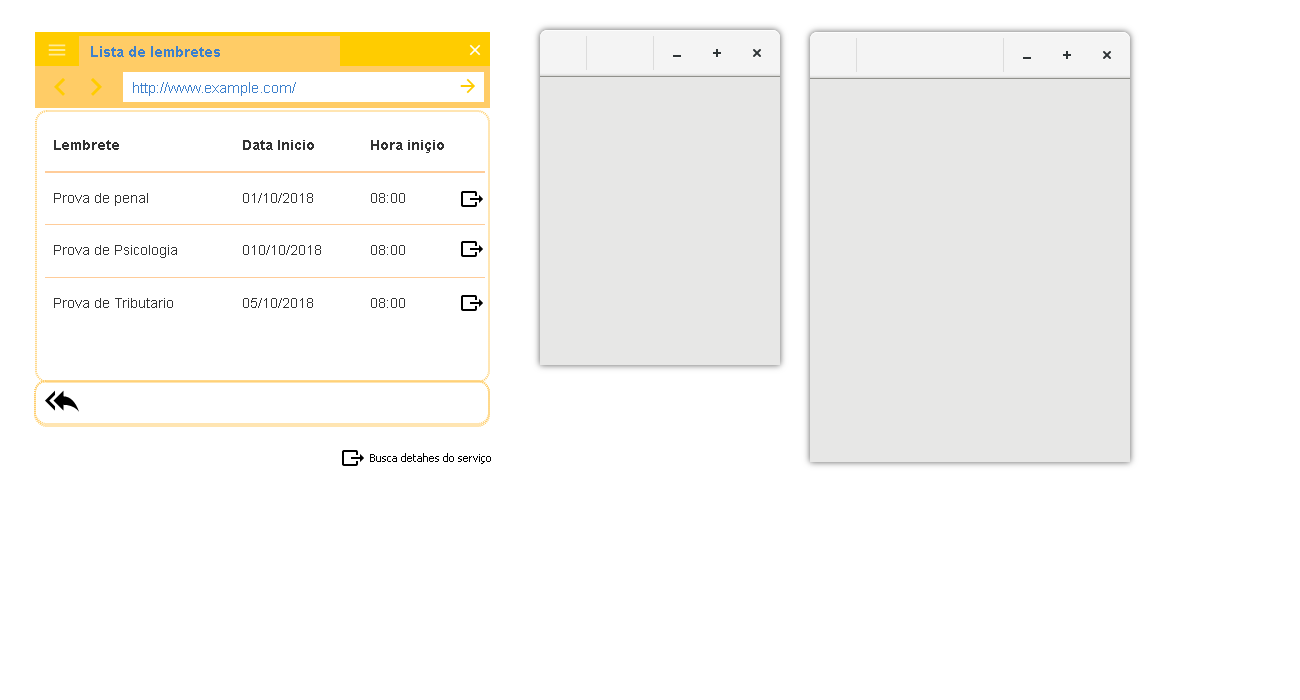 Lista de lembretes
http://www.example.com/
Lembrete Data Inicio Hora inição
Prova de penal 01/10/2018 08:00
Prova de Psicologia 010/10/2018 08:00
Prova de Tributario 05/10/2018 08:00
Busca detahes do serviço